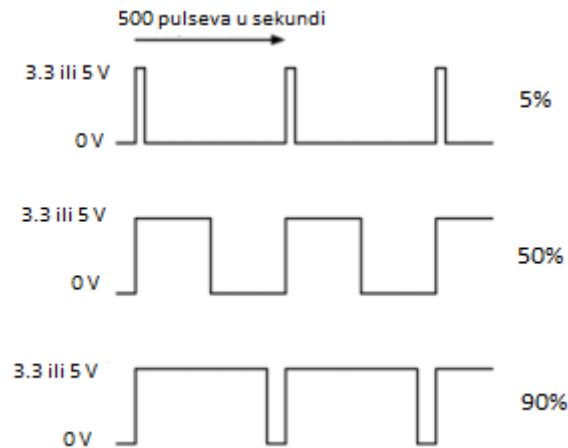 500 pulseva u sekundi
3.3 ili 5 V
5%
0 V
3.3 ili 5 V
50%
0 V
3.3 ili 5 V
90%
0 V